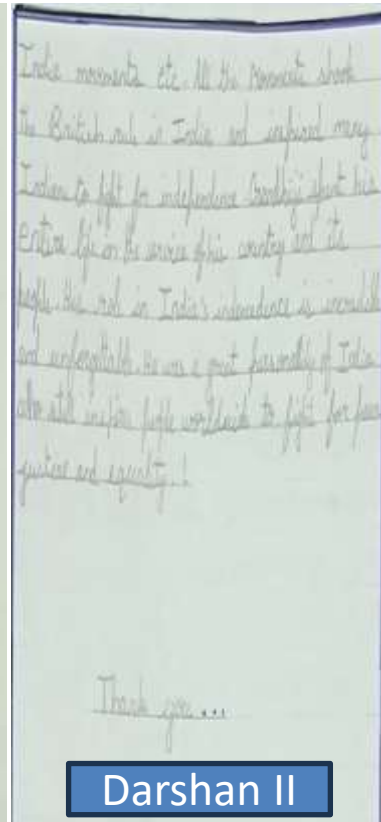 India movements etc. All the movements shook
the British rule in India and inspired many
Indians to fight for independence Gandhiji spent his
entire life on the service of his country and its
people. His role in India's independence is incredible
and unforgettable. He was a great personality of India
who still inspire people worldwide to fight for peace
justice and equality!
Thank you...
Darshan II